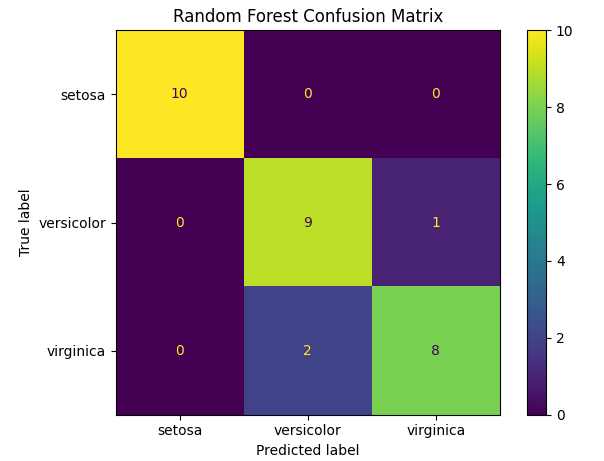 Random Forest Confusion Matrix
True label
setosa 10 0 0
versicolor 0 9 1
virginica 0 2 8
setosa versicolor virginica
Predicted label
10
8
6
4
2
0